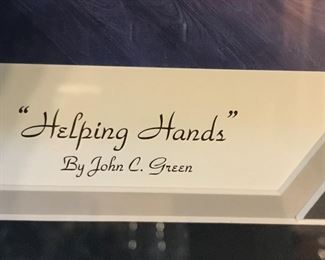 "Helping Hands"
By John C. Green